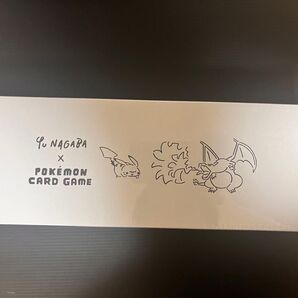 Yu NAGABA
×
POKÉMON
CARD GAME